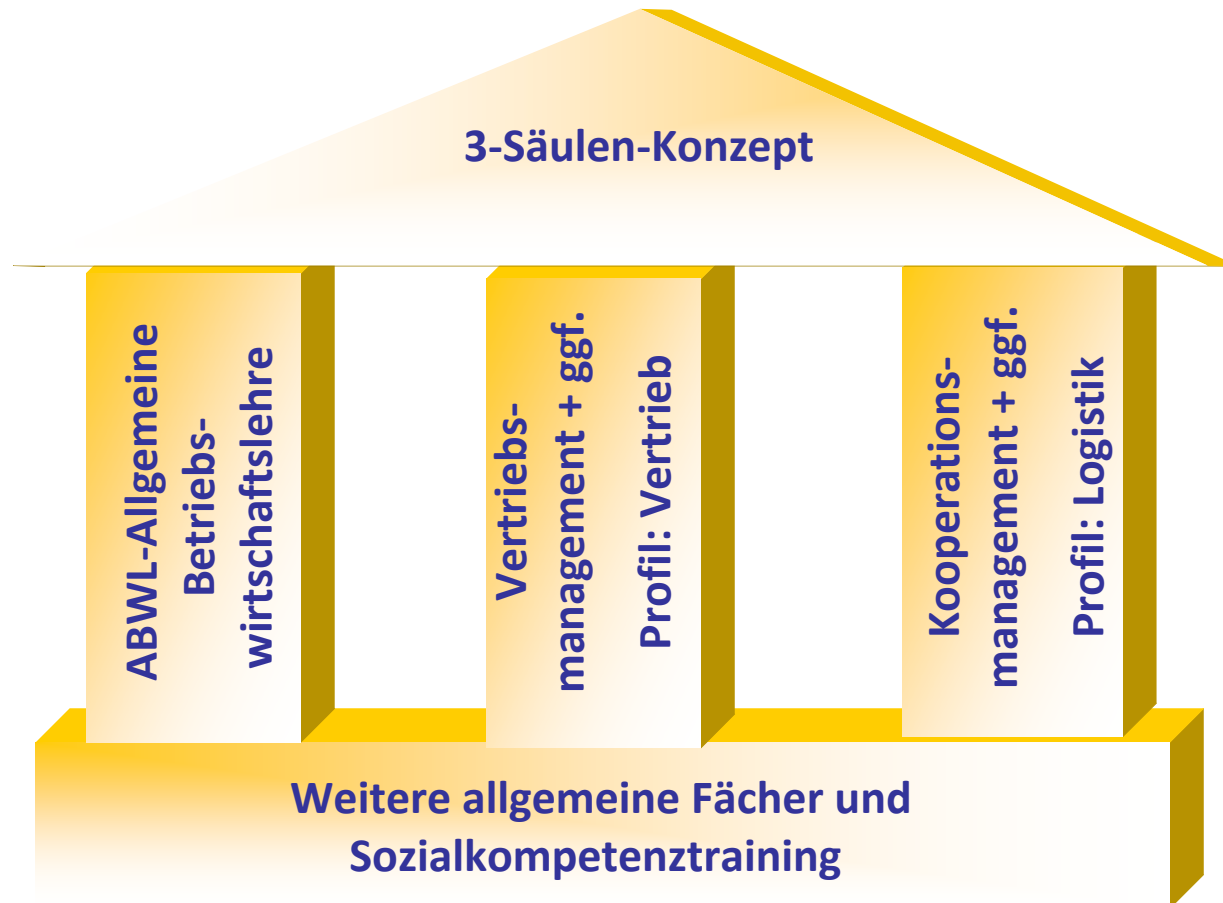 3-Säulen-Konzept
ABWL-Allgemeine
Betriebs-
wirtschaftslehre
Vertriebs-
management + ggf.
Profil: Vertrieb
Kooperations-
management + ggf.
Profil: Logistik
Weitere allgemeine Fächer und
Sozialkompetenztraining